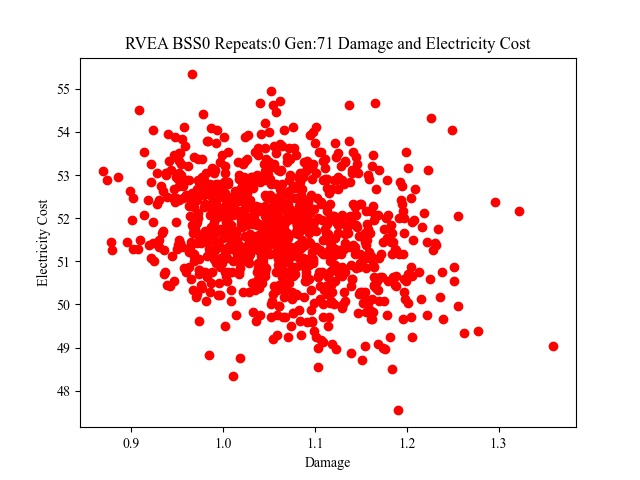 RVEA BSS0 Repeats:0 Gen:71 Damage and Electricity Cost
55
54
53
52
51
50
49
48
Electricity Cost
0.9 1.0 1.1 1.2 1.3
Damage